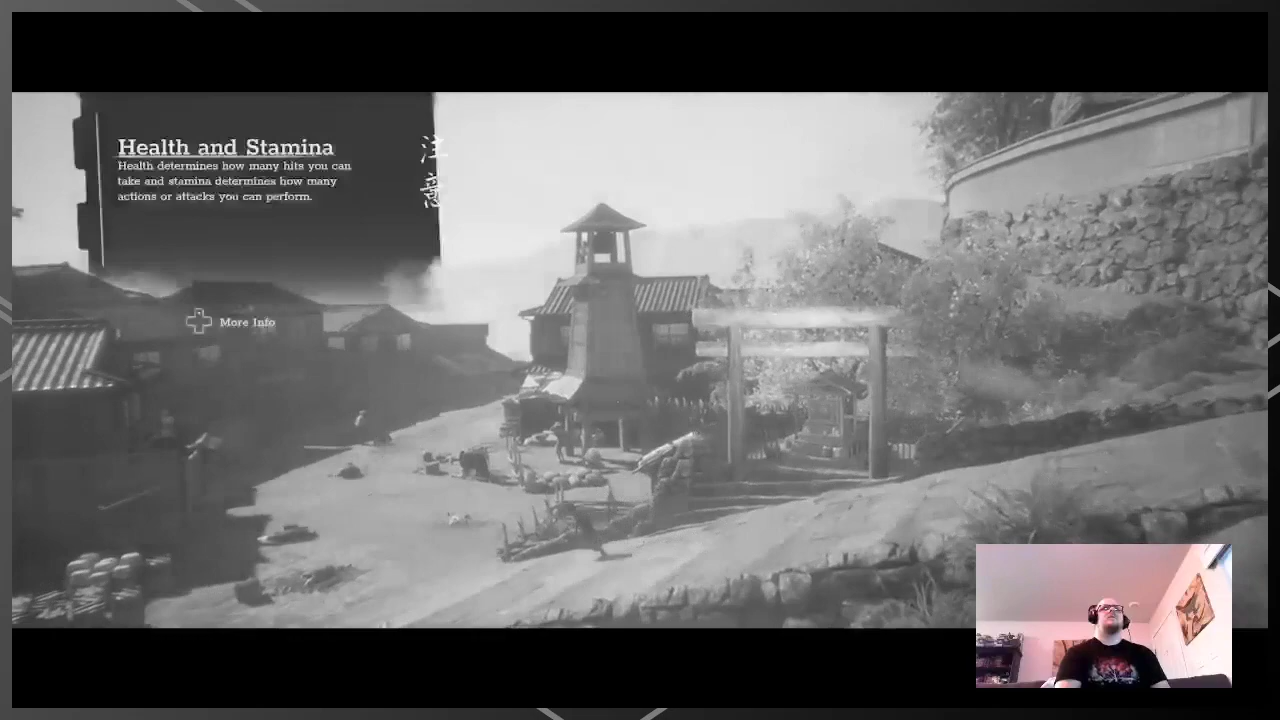 Health and Stamina
Health determines how many hits you can
take and stamina determines how many
actions or attacks you can perform.
注
More Info